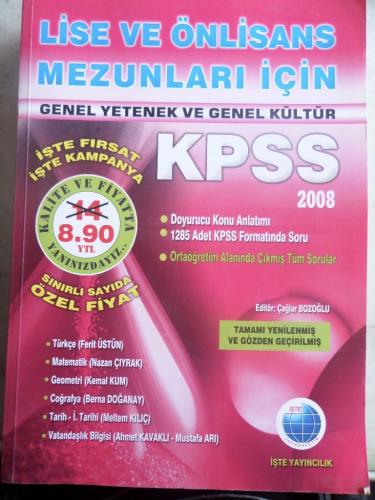 LİSE VE ÖNLİSANS
MEZUNLARI İÇİN
GENEL YETENEK VE GENEL KÜLTÜR
İŞTE FIRSAT
İŞTE KAMPANYA
KPSS
2008
KALİTE VE FİYATTA
14
8.90
YTL
YANINIZDAYIZ...
SINIRLI SAYIDA
ÖZEL FİYAT
Doyurucu Konu Anlatımı
1285 Adet KPSS Formatında Soru
Ortaöğretim Alanında Çıkmış Tüm Sorular
Editör: Çağlar BOZOĞLU
TAMAMI YENİLENMİŞ
VE GÖZDEN GEÇİRİLMİŞ
Türkçe (Ferit ÜSTÜN)
Matematik (Nazan ÇIYRAK)
Geometri (Kemal KUM)
Coğrafya (Berna DOĞANAY)
Tarih - İ. Tarihi (Meltem KILIÇ)
Vatandaşlık Bilgisi (Ahmet KAVAKLI - Mustafa ARI)
İŞTE
İŞTE YAYINCILIK